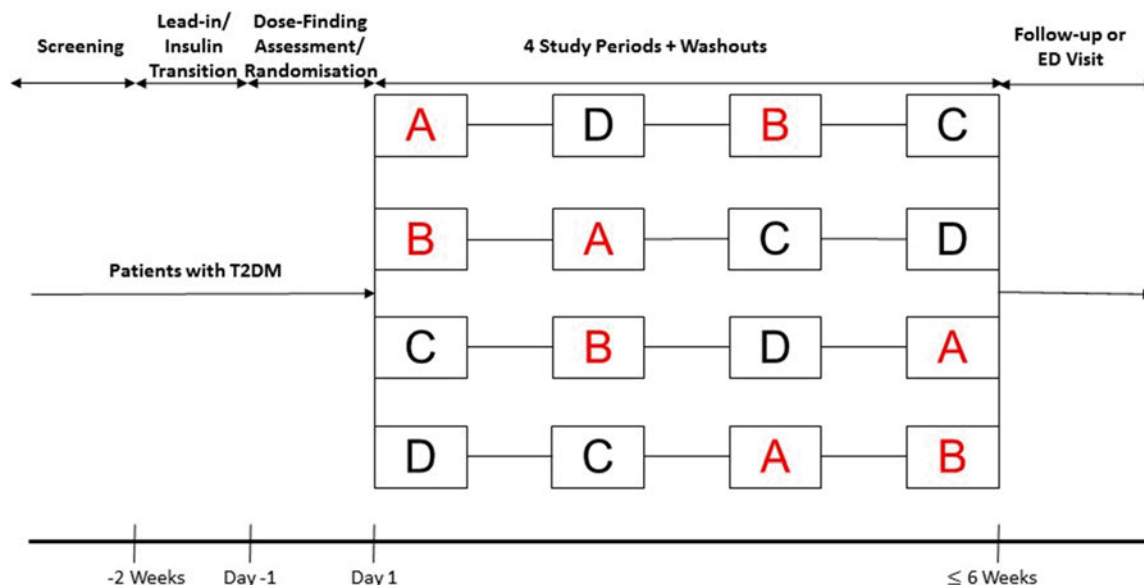 Screening
Lead-in/
Insulin
Transition
Dose-Finding
Assessment/
Randomisation
4 Study Periods + Washouts
Follow-up or
ED Visit
A D B C
B A C D
Patients with T2DM
C B D A
D C A B
-2 Weeks Day -1 Day 1 ≤ 6 Weeks